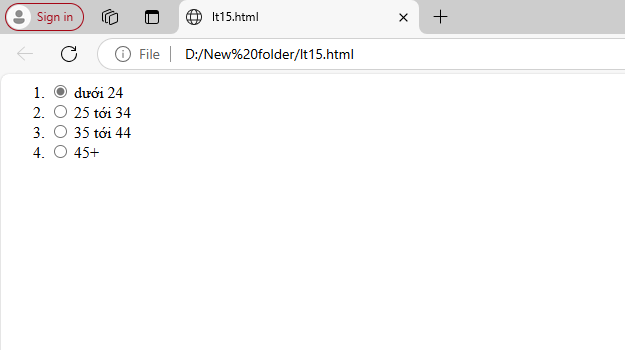 Sign in
lt15.html
File
D:/New%20folder/lt15.html
1. dưới 24
2. 25 tới 34
3. 35 tới 44
4. 45+